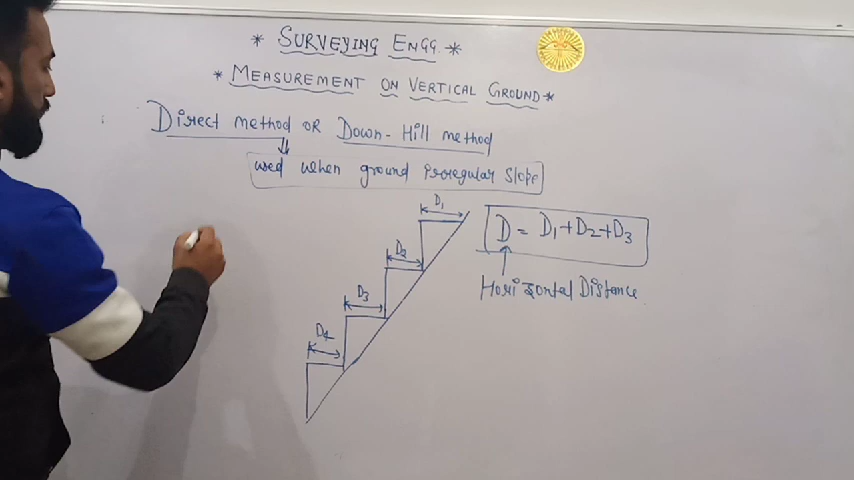 * SURVEYING ENGG. *
* MEASUREMENT ON VERTICAL GROUND *
Direct method OR Down-Hill method
used when ground irregular slope
D1
D = D1+D2+D3
D2
Horizontal Distance
D3
D4